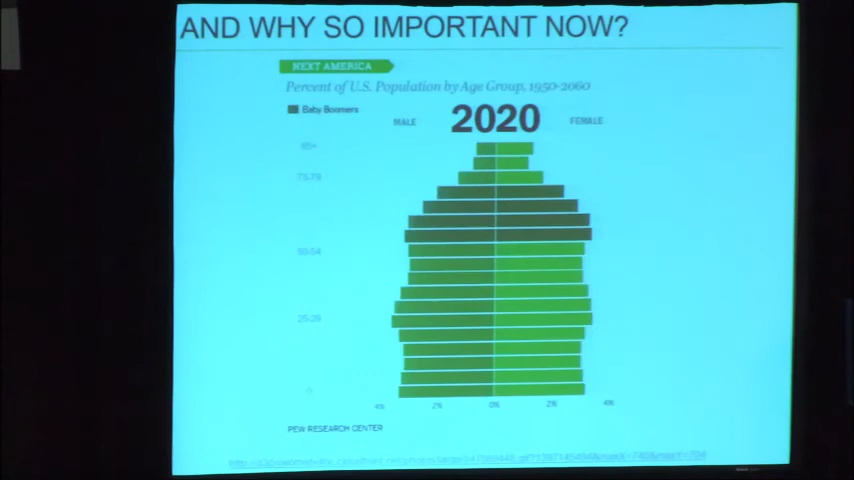 AND WHY SO IMPORTANT NOW?
NEXT AMERICA
Percent of U.S. Population by Age Group, 1950-2060
Baby Boomers
MALE
2020
FEMALE
85+
75-79
50-54
25-29
0
4%
2%
0%
2%
4%
PEW RESEARCH CENTER